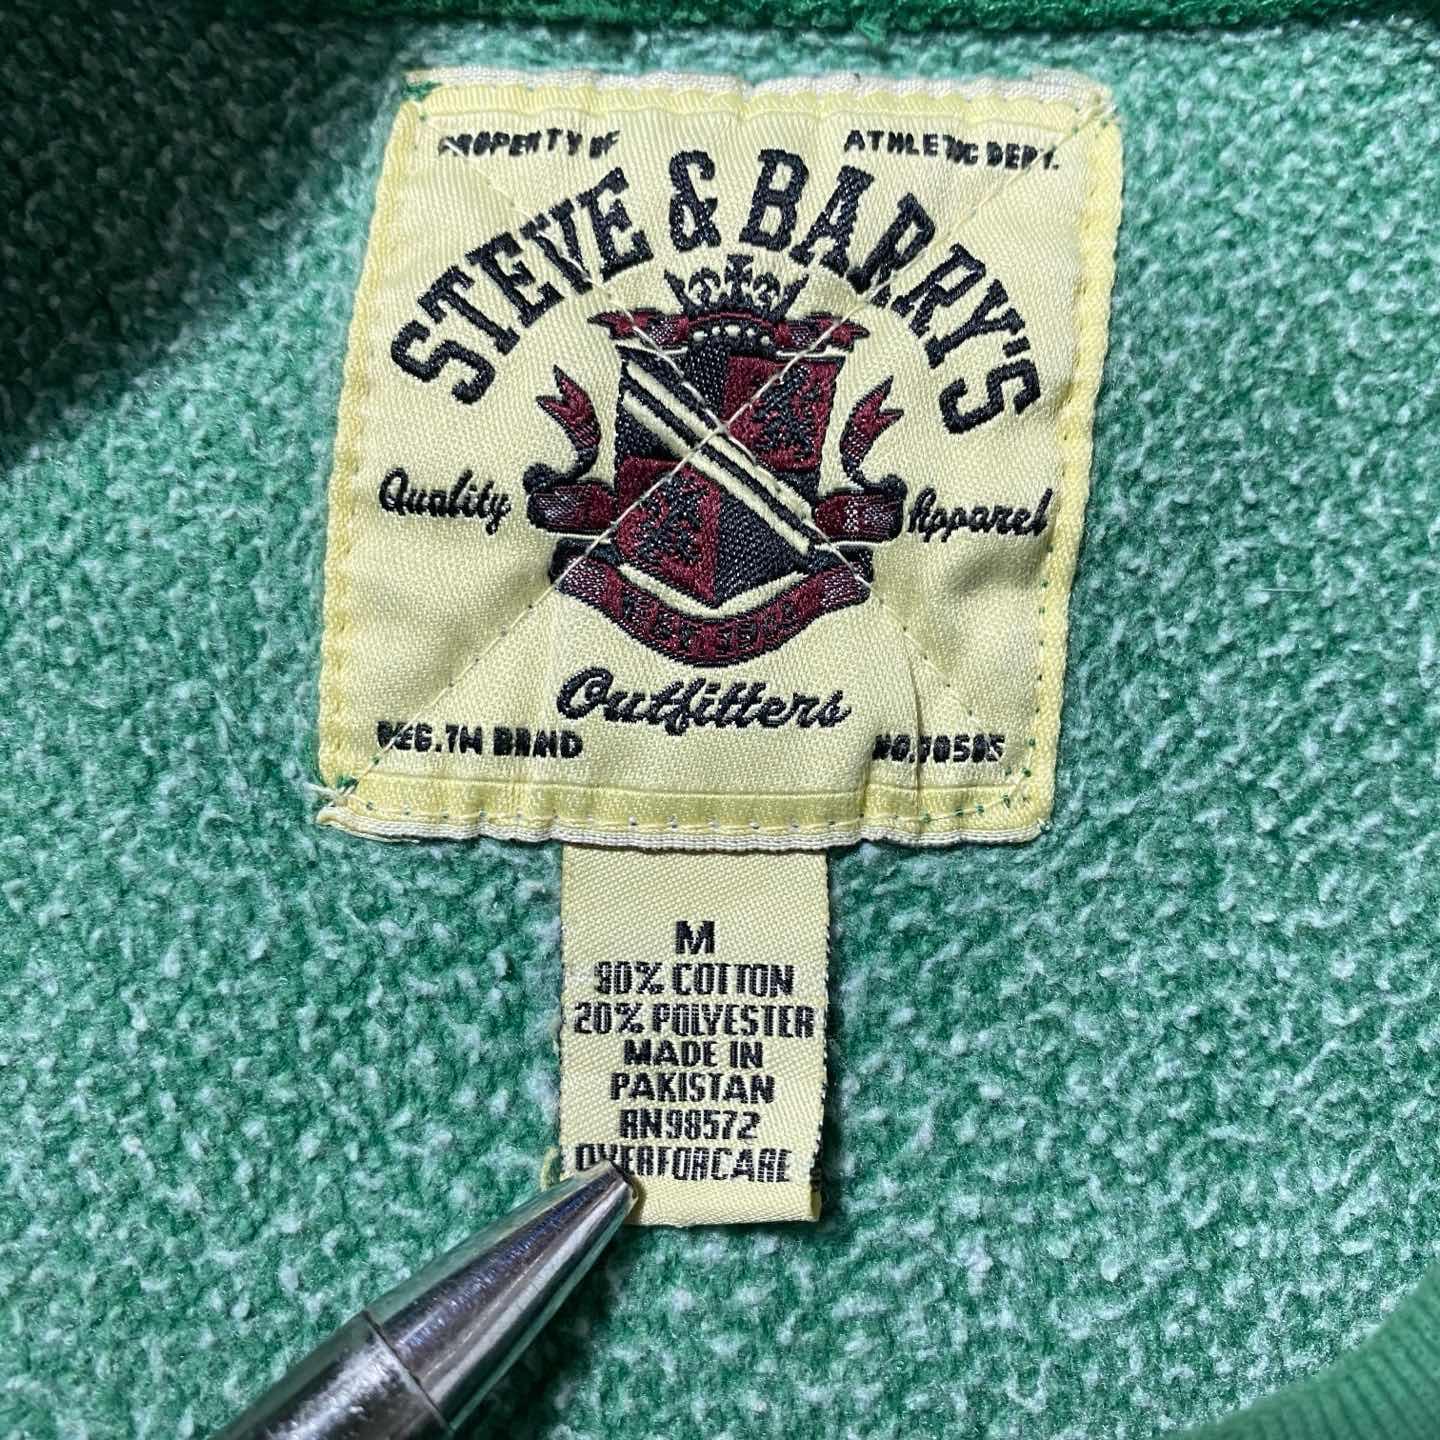 PROPERTY OF
ATHLETIC DEPT.
STEVE & BARRY'S
Quality
Apparel
Outfitters
REG.TM BRAND
M
80% COTTON
20% POLYESTER
MADE IN
PAKISTAN
RN98572
OVERFORCARE